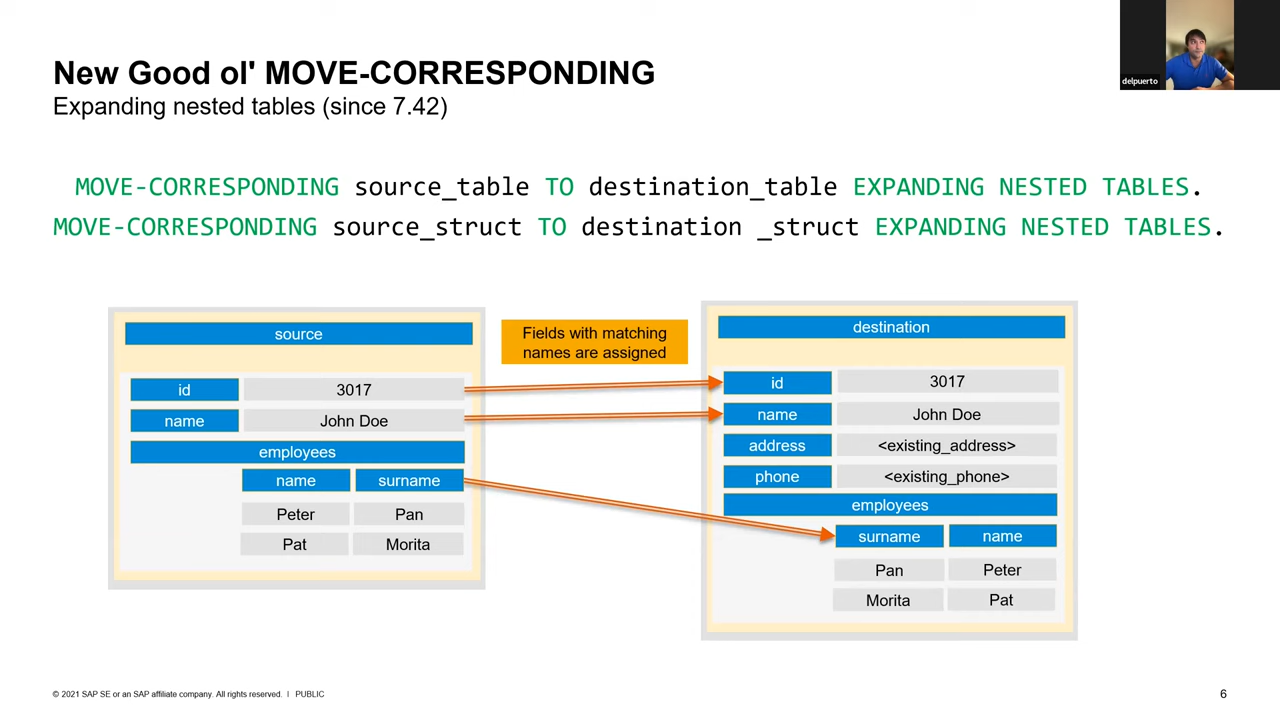 New Good ol' MOVE-CORRESPONDING
Expanding nested tables (since 7.42)
delpuerto
MOVE-CORRESPONDING source_table TO destination_table EXPANDING NESTED TABLES.
MOVE-CORRESPONDING source_struct TO destination _struct EXPANDING NESTED TABLES.
source
id 3017
name John Doe
employees
name surname
Peter Pan
Pat Morita
Fields with matching
names are assigned
destination
id 3017
name John Doe
address <existing_address>
phone <existing_phone>
employees
surname name
Pan Peter
Morita Pat
© 2021 SAP SE or an SAP affiliate company. All rights reserved. | PUBLIC
6